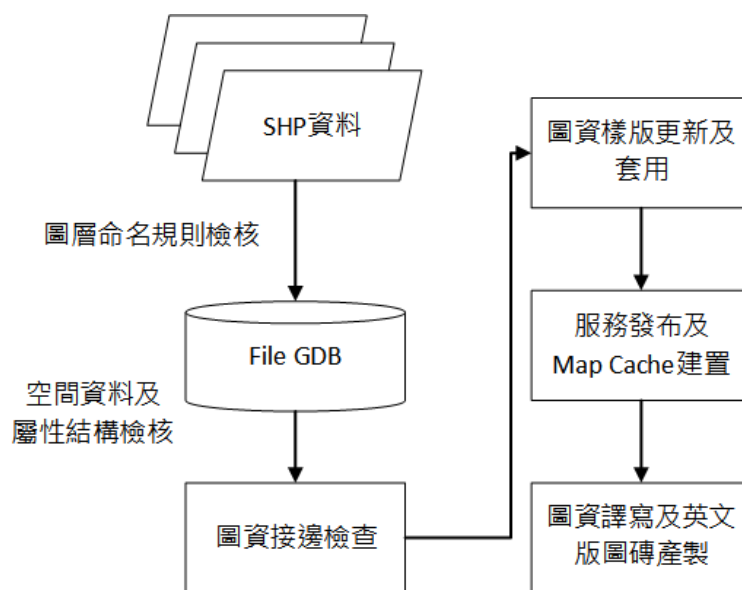 SHP資料
圖層命名規則檢核
File GDB
空間資料及
屬性結構檢核
圖資接邊檢查
圖資樣版更新及
套用
服務發布及
Map Cache建置
圖資譯寫及英文
版圖磚產製